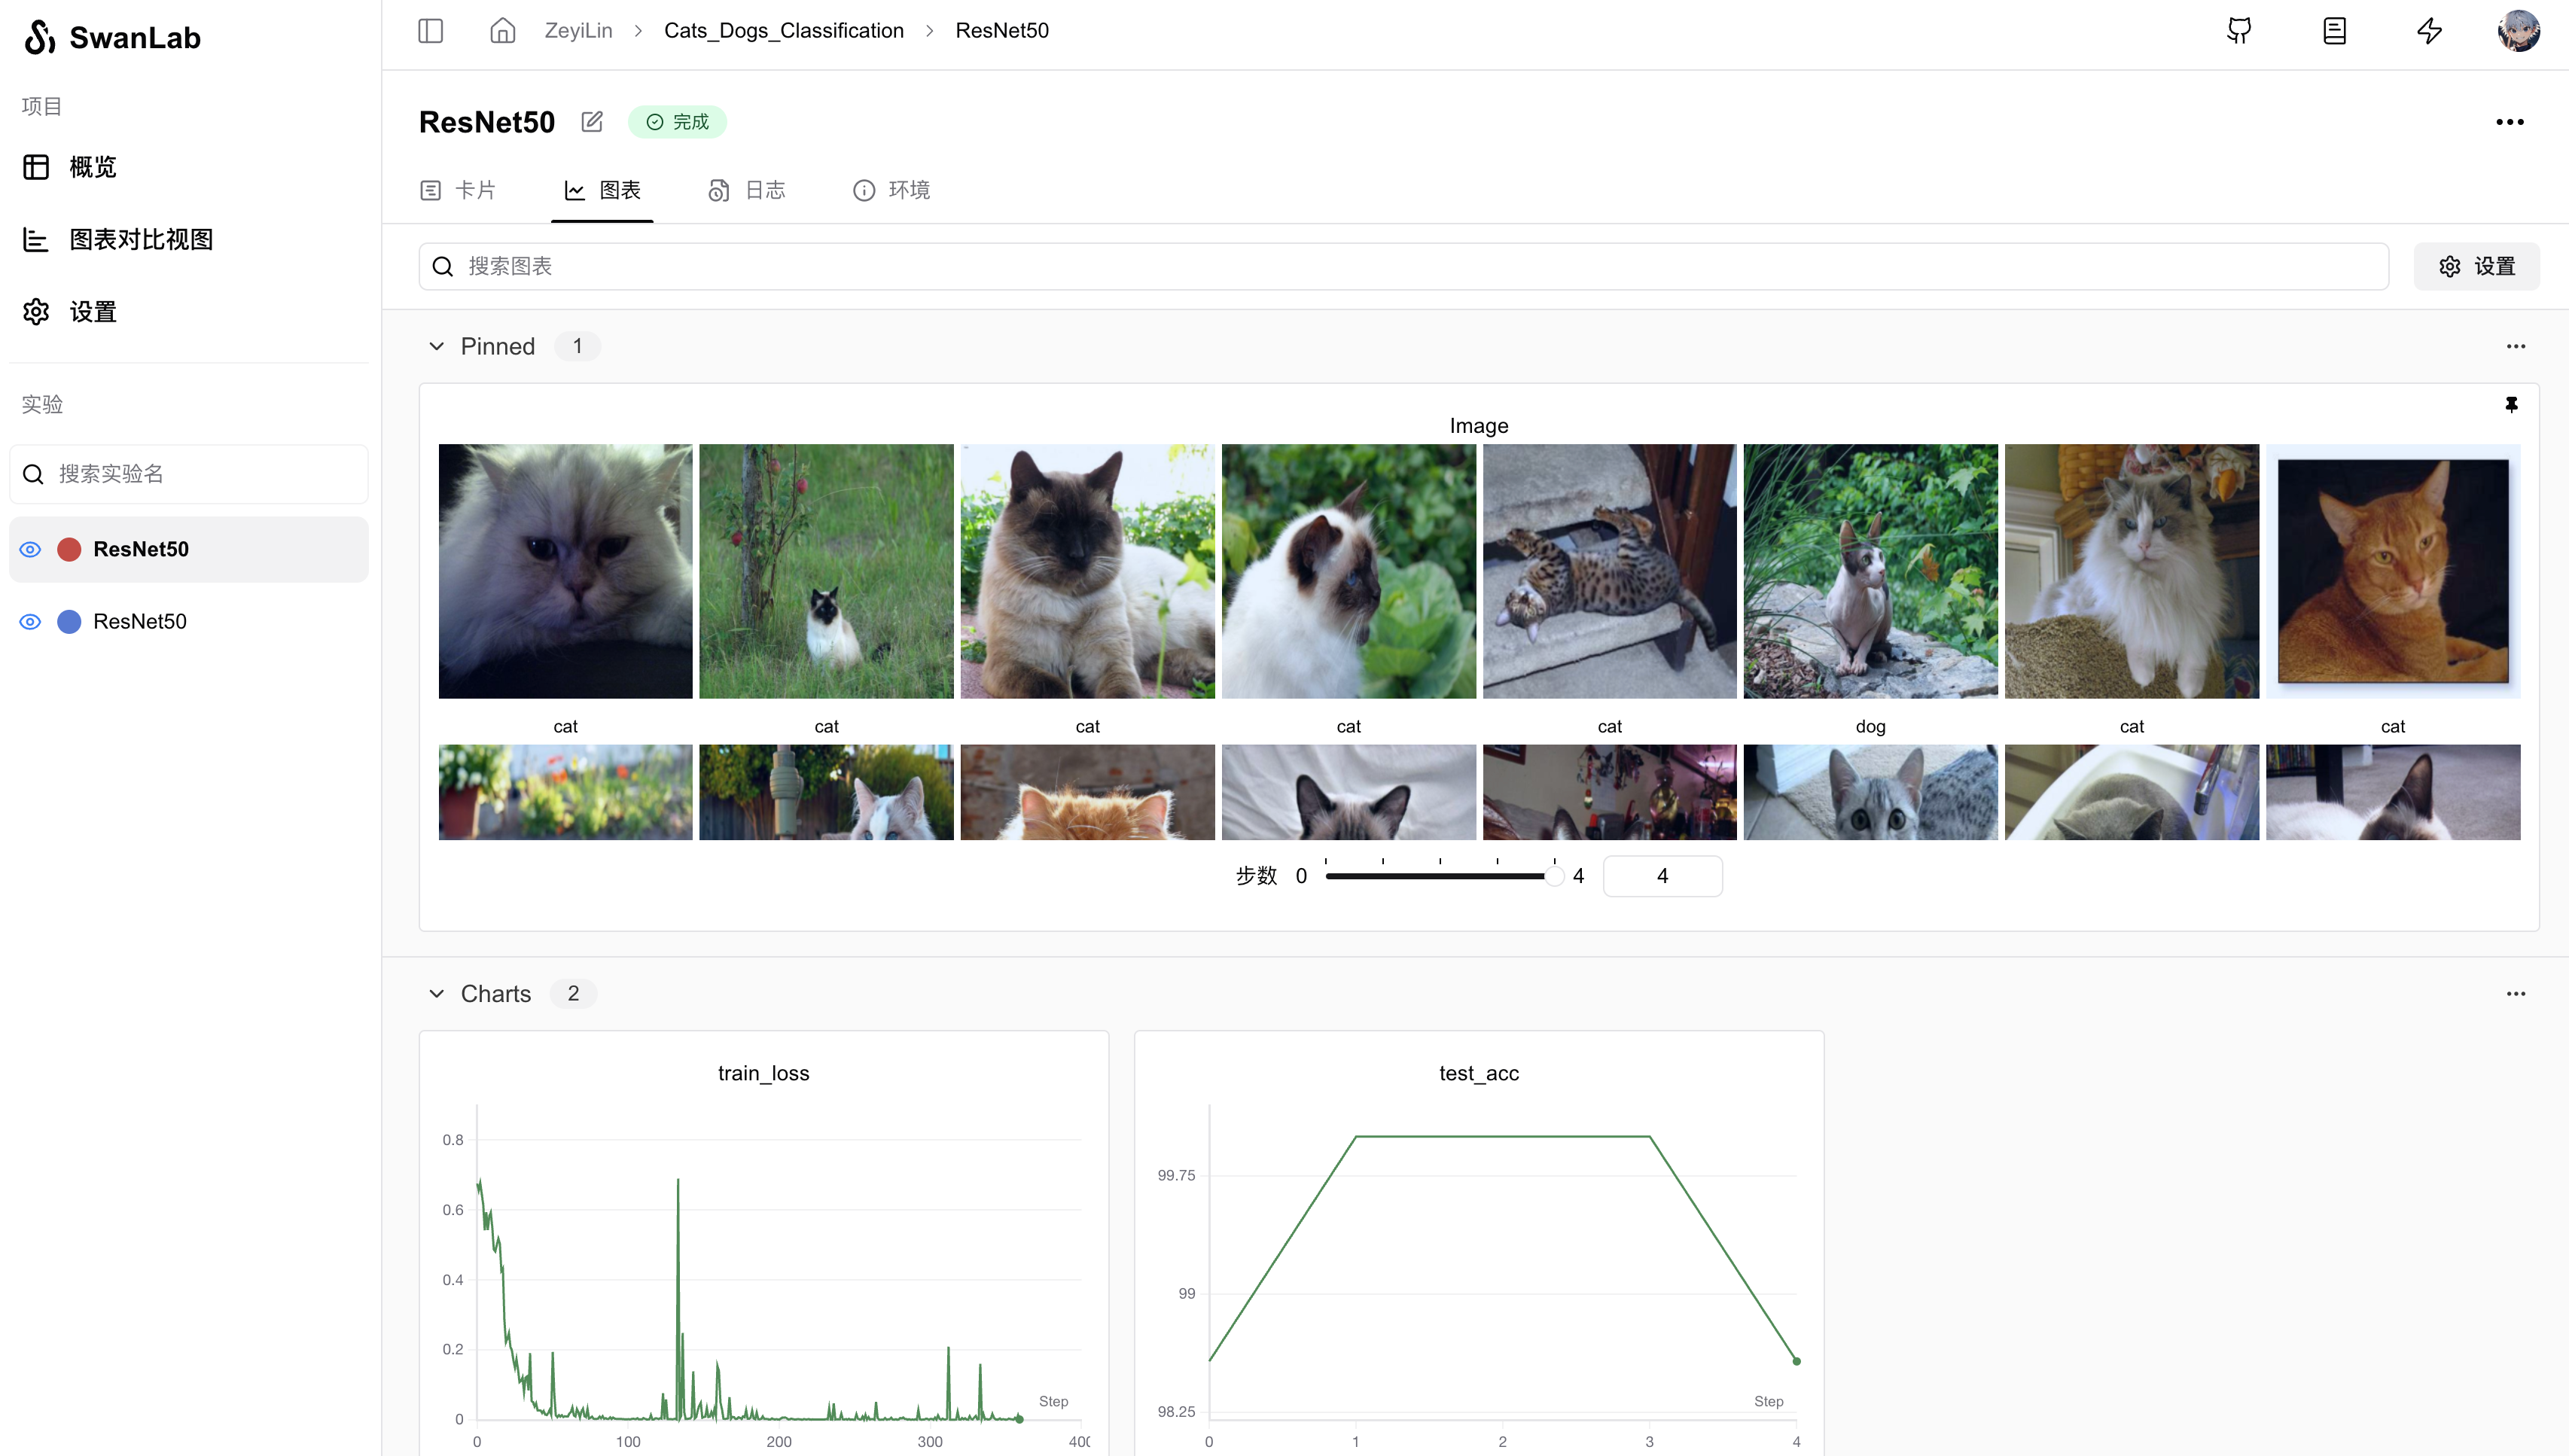 SwanLab
项目
概览
图表对比视图
设置
实验
搜索实验名
ResNet50
ResNet50
ZeyiLin > Cats_Dogs_Classification > ResNet50
ResNet50 完成
卡片 图表 日志 环境
搜索图表 设置
Pinned 1
Image
cat cat cat cat cat dog cat cat
步数 0 4 4
Charts 2
train_loss
0.8
0.6
0.4
0.2
0
Step
0 100 200 300 400
test_acc
99.75
99
98.25
Step
0 1 2 3 4